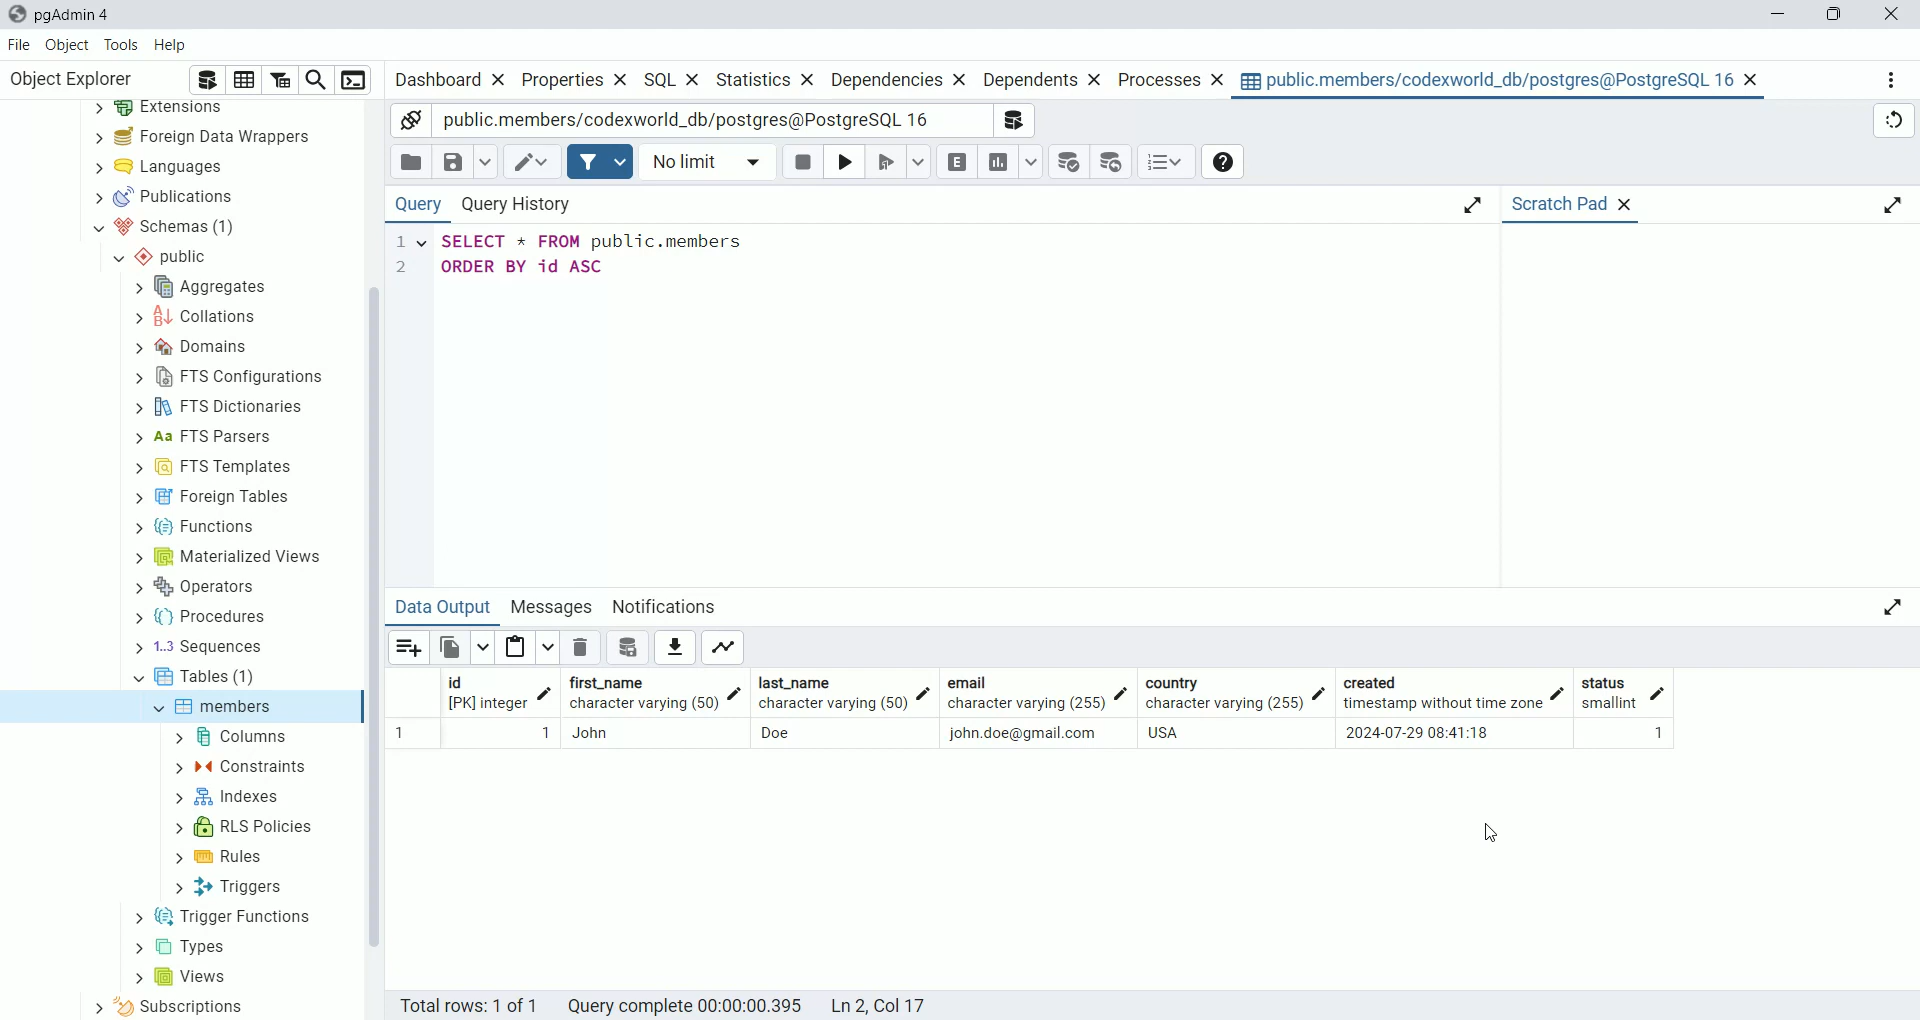 pgAdmin 4
File Object Tools Help
Object Explorer
Dashboard Properties SQL Statistics Dependencies Dependents Processes public.members/codexworld_db/postgres@PostgreSQL 16
Extensions
Foreign Data Wrappers
Languages
Publications
Schemas (1)
public
Aggregates
Collations
Domains
FTS Configurations
FTS Dictionaries
Aa FTS Parsers
FTS Templates
Foreign Tables
Functions
Materialized Views
Operators
Procedures
1..3 Sequences
Tables (1)
members
Columns
Constraints
Indexes
RLS Policies
Rules
Triggers
Trigger Functions
Types
Views
Subscriptions
public.members/codexworld_db/postgres@PostgreSQL 16
No limit E
Query Query History
Scratch Pad
1 SELECT * FROM public.members
2 ORDER BY id ASC
Data Output Messages Notifications
id first_name last_name email country created status
[PK] integer character varying (50) character varying (50) character varying (255) character varying (255) timestamp without time zone smallint
1 1 John Doe john.doe@gmail.com USA 2024-07-29 08:41:18 1
Total rows: 1 of 1 Query complete 00:00:00.395 Ln 2, Col 17